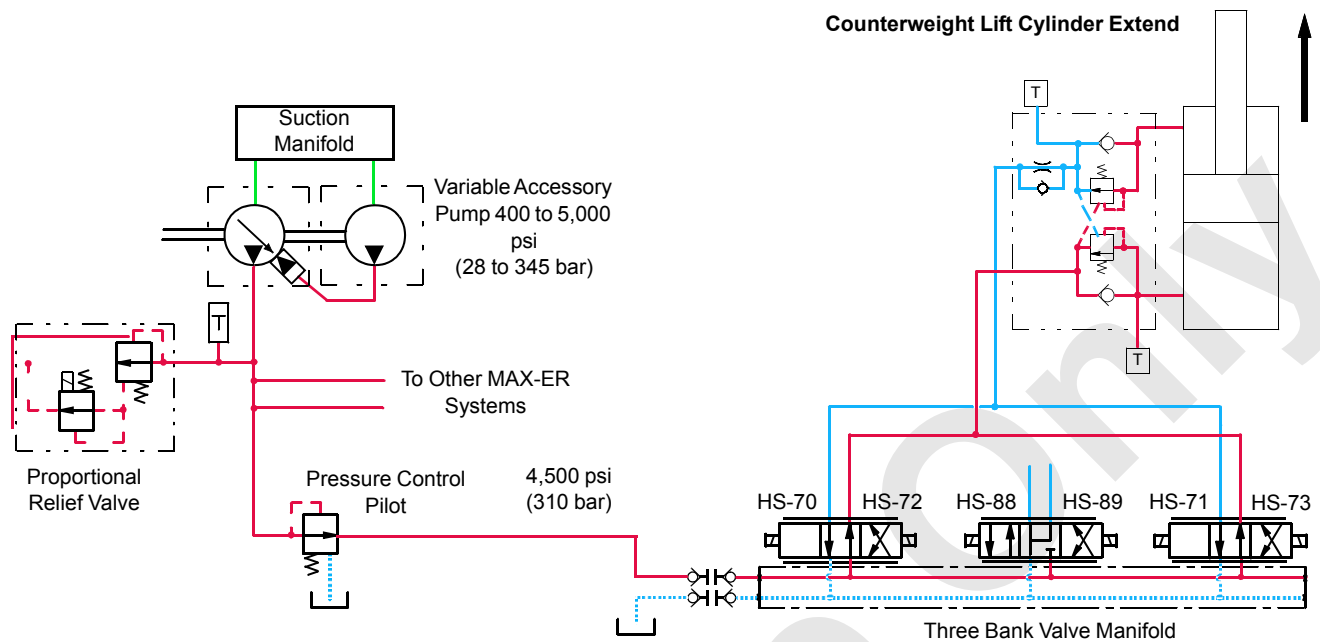 Counterweight Lift Cylinder Extend
T
Suction
Manifold
Variable Accessory
Pump 400 to 5,000
psi
(28 to 345 bar)
T
T
To Other MAX-ER
Systems
Proportional
Relief Valve
Pressure Control
Pilot
4,500 psi
(310 bar)
HS-70 HS-72 HS-88 HS-89 HS-71 HS-73
Three Bank Valve Manifold
Only